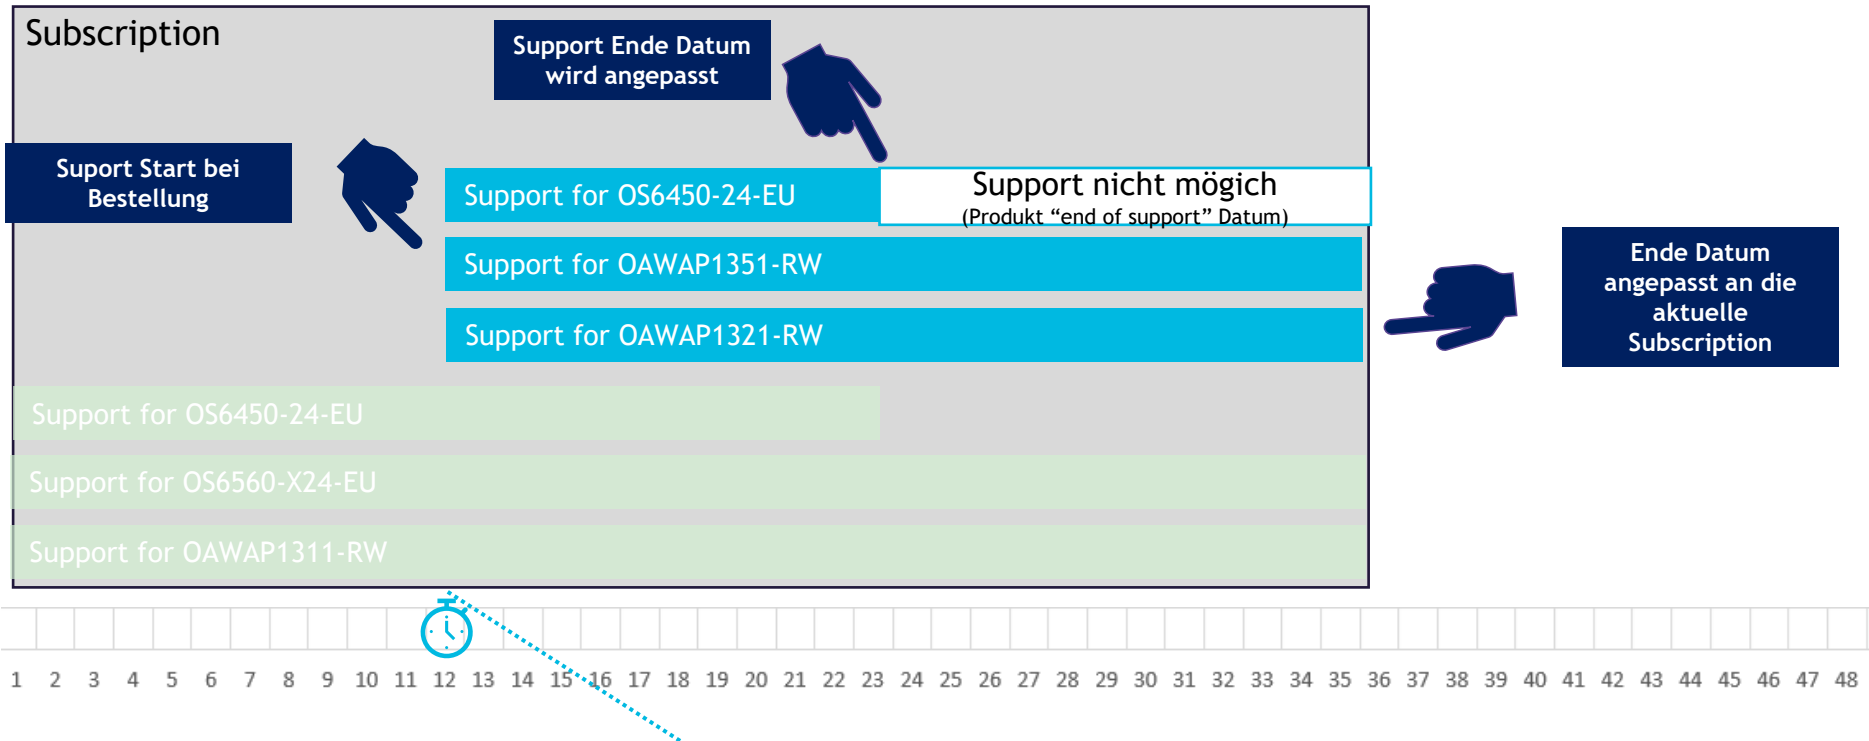 Subscription
Support Ende Datum
wird angepasst
Suport Start bei
Bestellung
Support for OS6450-24-EU
Support nicht mögich
(Produkt “end of support” Datum)
Support for OAWAP1351-RW
Support for OAWAP1321-RW
Ende Datum
angepasst an die
aktuelle
Subscription
Support for OS6450-24-EU
Support for OS6560-X24-EU
Support for OAWAP1311-RW
1 2 3 4 5 6 7 8 9 10 11 12 13 14 15 16 17 18 19 20 21 22 23 24 25 26 27 28 29 30 31 32 33 34 35 36 37 38 39 40 41 42 43 44 45 46 47 48